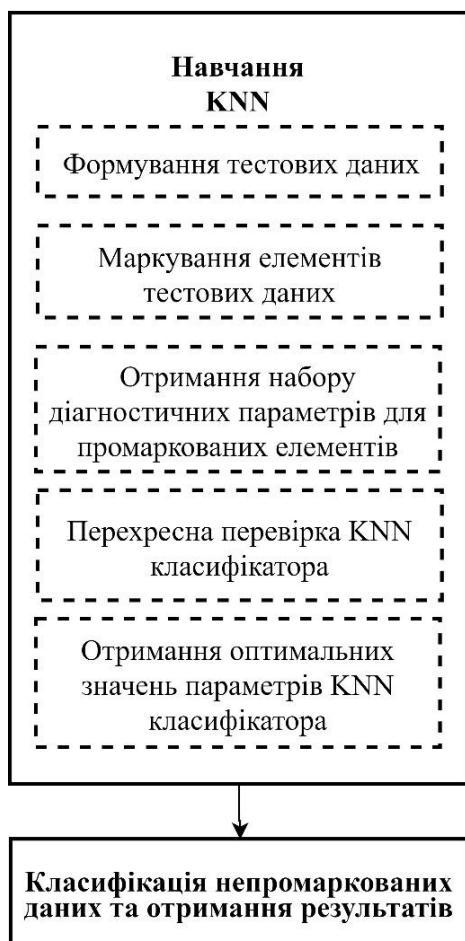 Навчання
KNN
Формування тестових даних
Маркування елементів
тестових даних
Отримання набору
діагностичних параметрів для
промаркованих елементів
Перехресна перевірка KNN
класифікатора
Отримання оптимальних
значень параметрів KNN
класифікатора
Класифікація непромаркованих
даних та отримання результатів